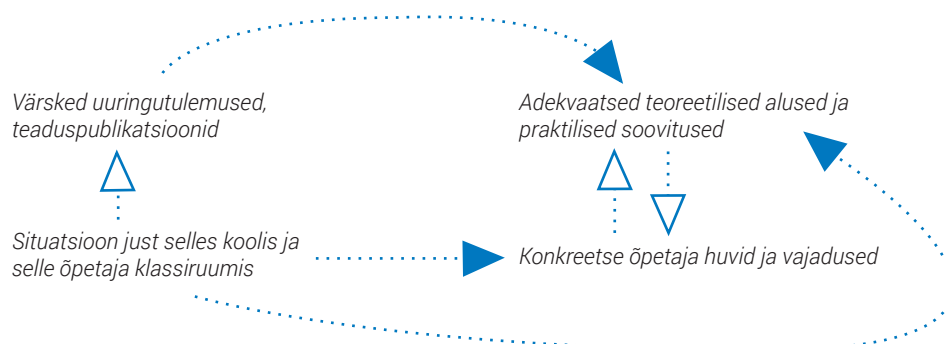 Värsked uuringutulemused,
teaduspublikatsioonid
Adekvaatsed teoreetilised alused ja
praktilised soovitused
Situatsioon just selles koolis ja
selle õpetaja klassiruumis
Konkreetse õpetaja huvid ja vajadused